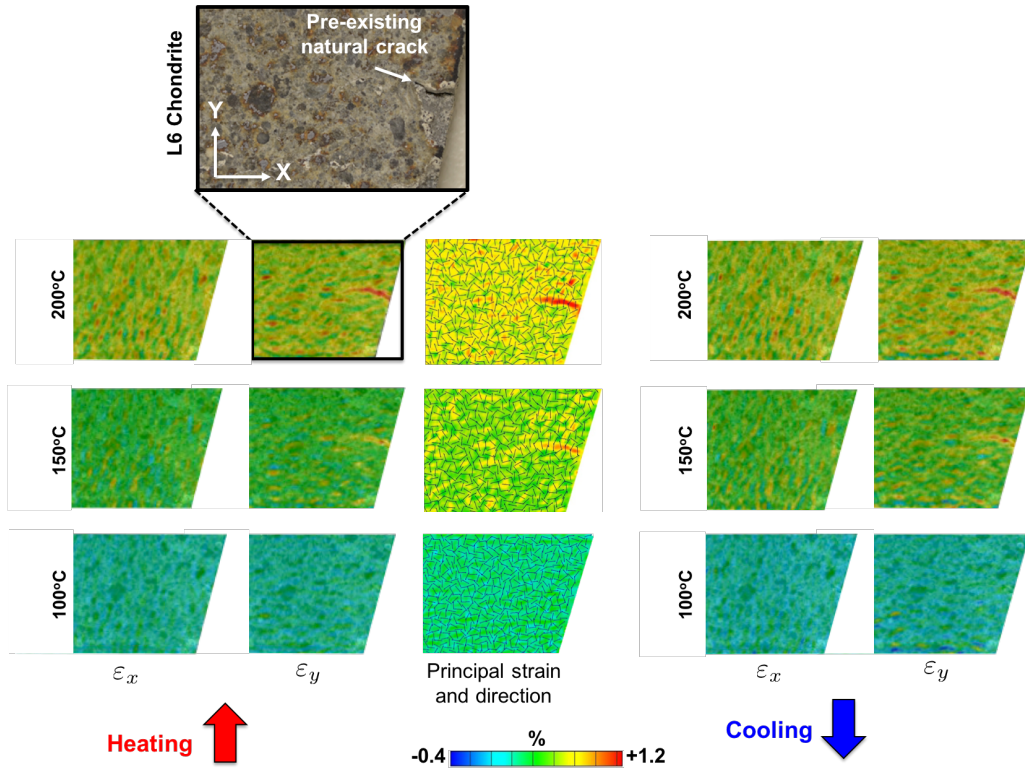 Pre-existing
natural crack
L6 Chondrite
Y
X
200°C
200°C
150°C
150°C
100°C
100°C
εx
εy
Principal strain
and direction
εx
εy
Heating
%
-0.4
+1.2
Cooling